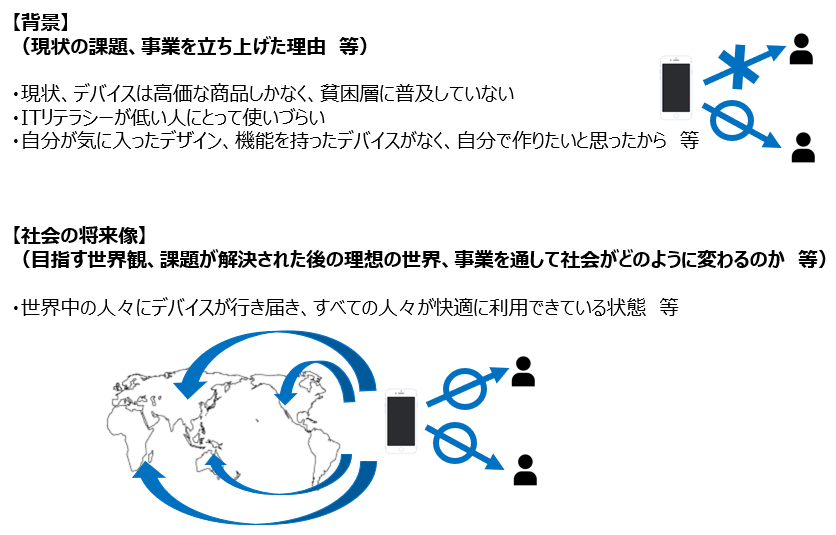 【背景】
（現状の課題、事業を立ち上げた理由　等）
・現状、デバイスは高価な商品しかなく、貧困層に普及していない
・ITリテラシーが低い人にとって使いづらい
・自分が気に入ったデザイン、機能を持ったデバイスがなく、自分で作りたいと思ったから　等
【社会の将来像】
（目指す世界観、課題が解決された後の理想の世界、事業を通して社会がどのように変わるのか　等）
・世界中の人々にデバイスが行き届き、すべての人々が快適に利用できている状態　等